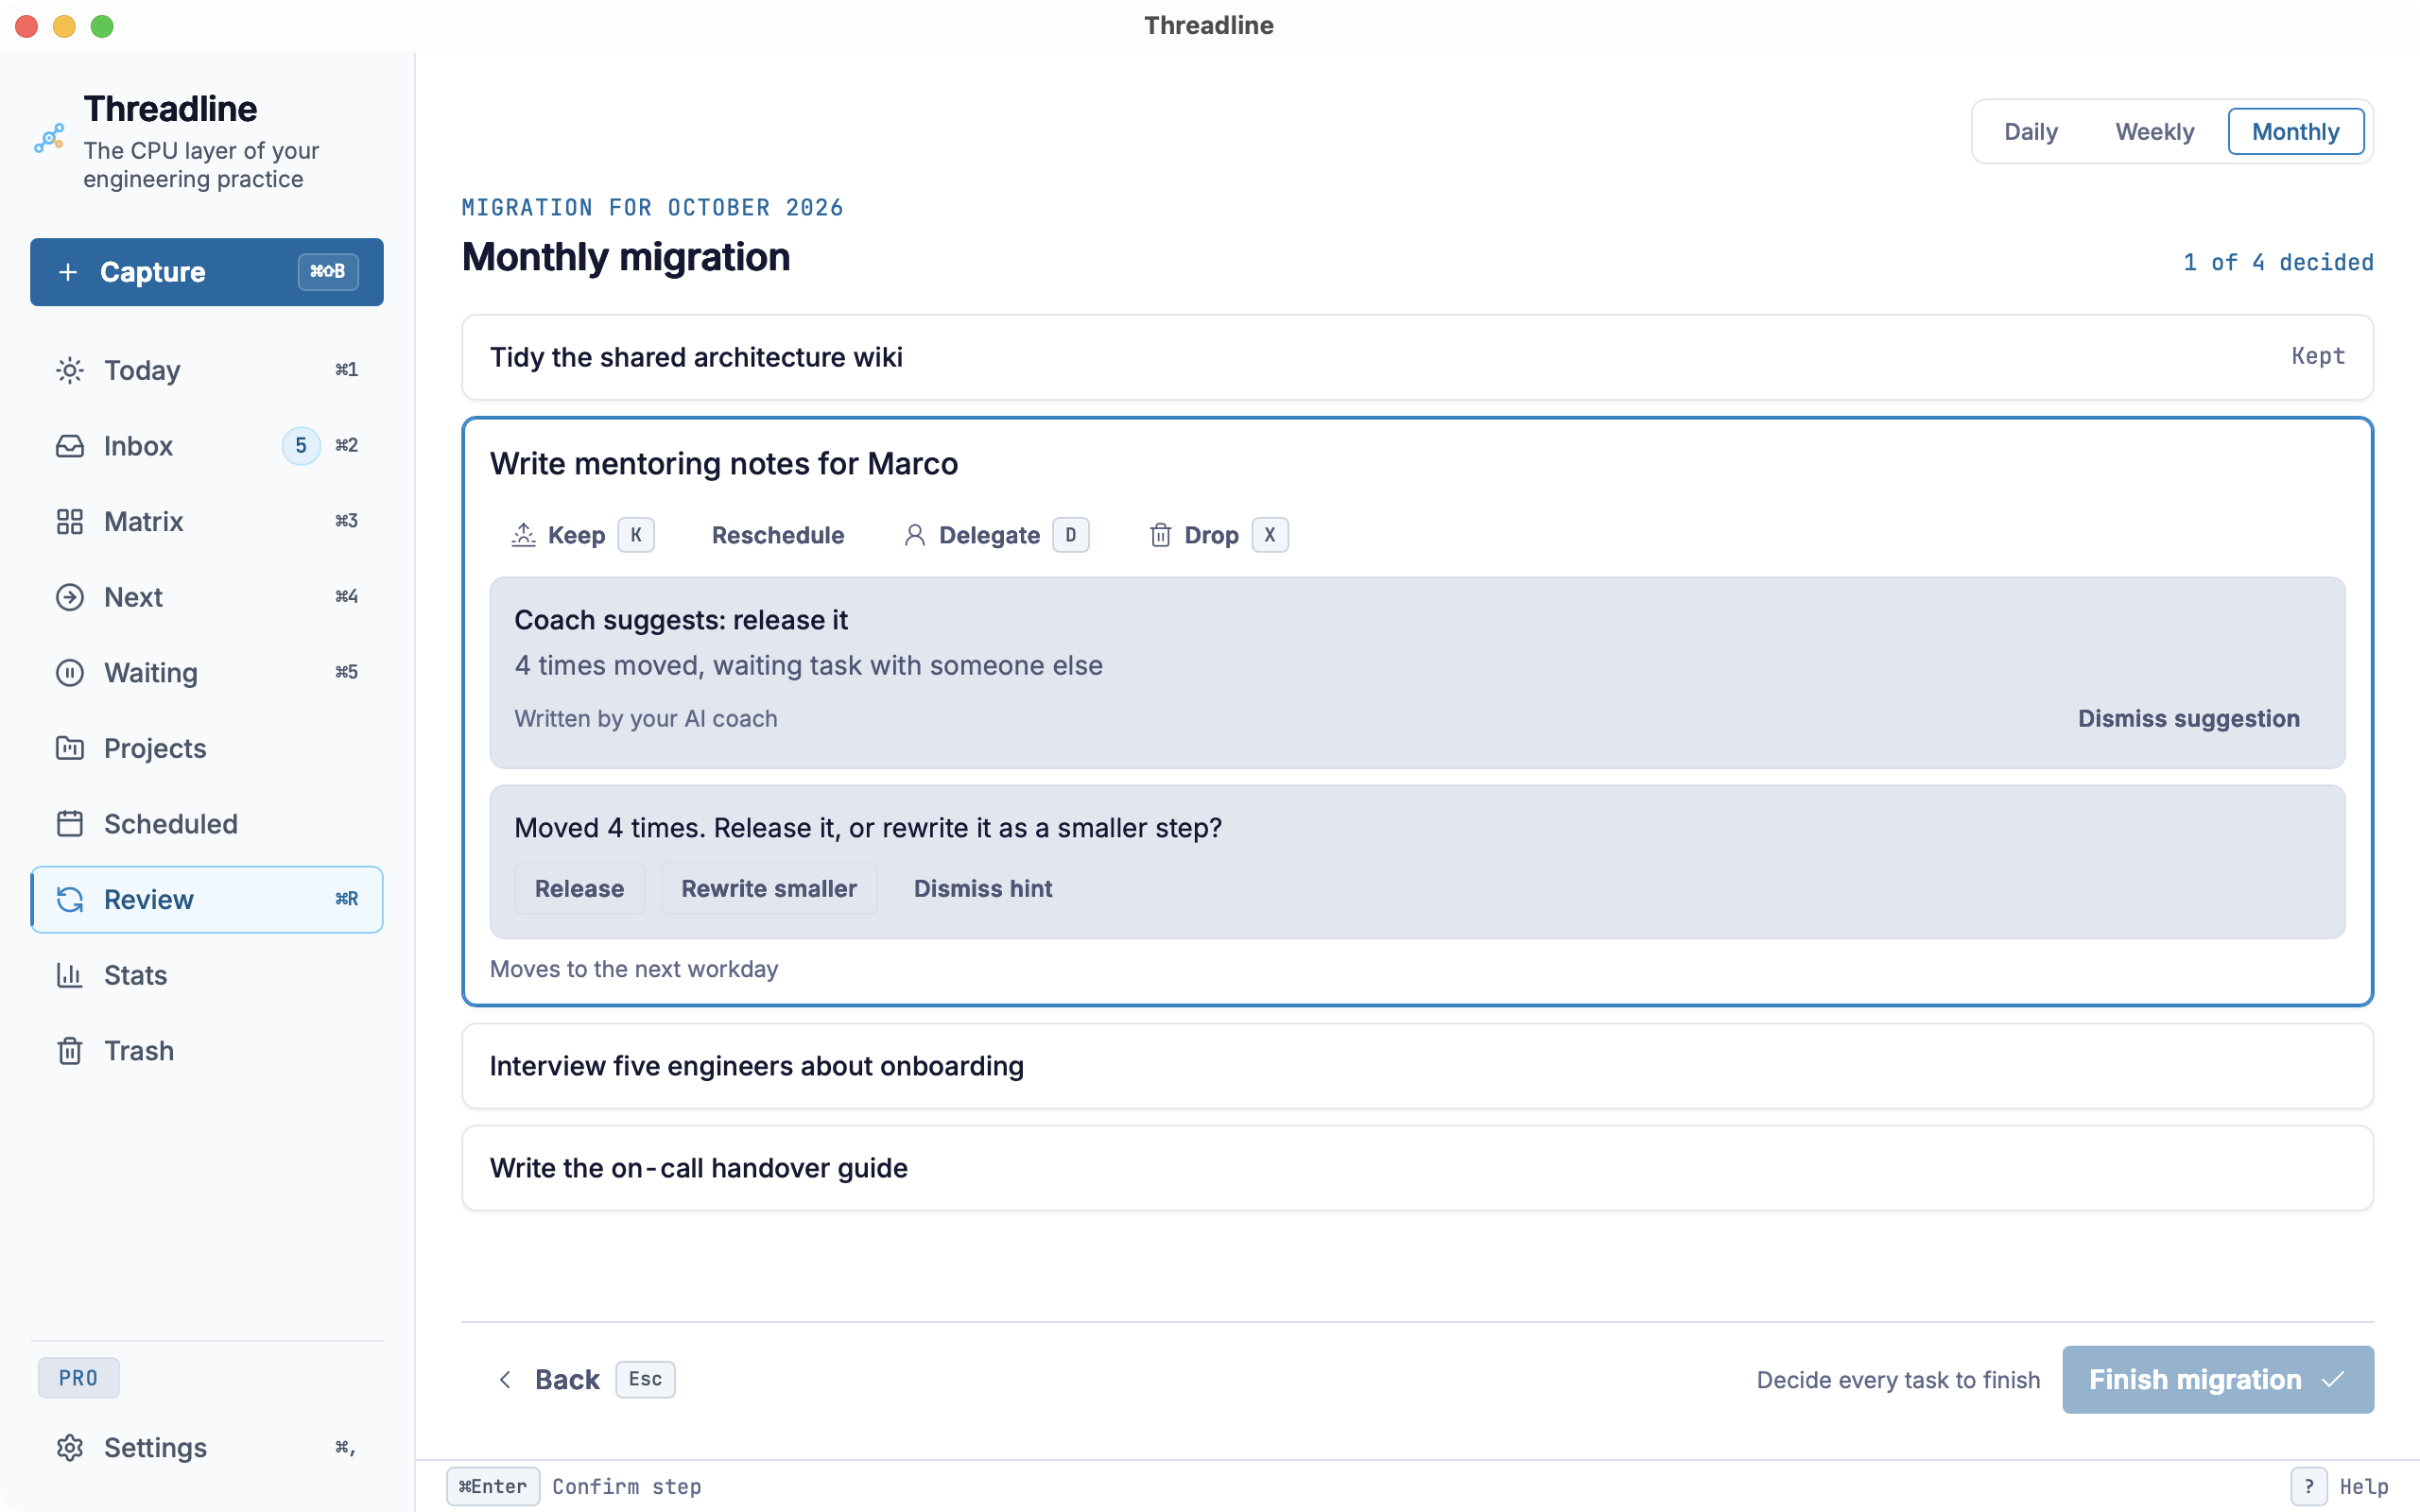 Threadline
Threadline
The CPU layer of your
engineering practice
+ Capture ⌘⇧B
Today ⌘1
Inbox 5 ⌘2
Matrix ⌘3
Next ⌘4
Waiting ⌘5
Projects
Scheduled
Review ⌘R
Stats
Trash
PRO
Settings ⌘,
Daily Weekly Monthly
MIGRATION FOR OCTOBER 2026
Monthly migration
1 of 4 decided
Tidy the shared architecture wiki Kept
Write mentoring notes for Marco
Keep K Reschedule Delegate D Drop X
Coach suggests: release it
4 times moved, waiting task with someone else
Written by your AI coach Dismiss suggestion
Moved 4 times. Release it, or rewrite it as a smaller step?
Release Rewrite smaller Dismiss hint
Moves to the next workday
Interview five engineers about onboarding
Write the on-call handover guide
Back Esc Decide every task to finish Finish migration
⌘Enter Confirm step ? Help